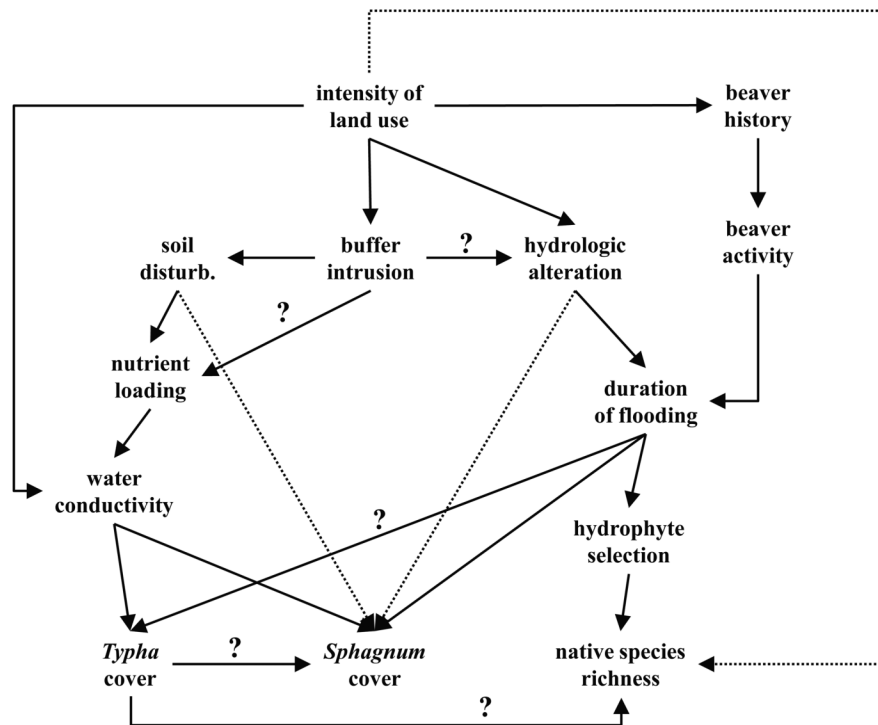 intensity of
land use
beaver
history
soil
disturb.
buffer
intrusion
?
hydrologic
alteration
beaver
activity
?
nutrient
loading
duration
of flooding
water
conductivity
?
hydrophyte
selection
Typha
cover
?
Sphagnum
cover
native species
richness
?